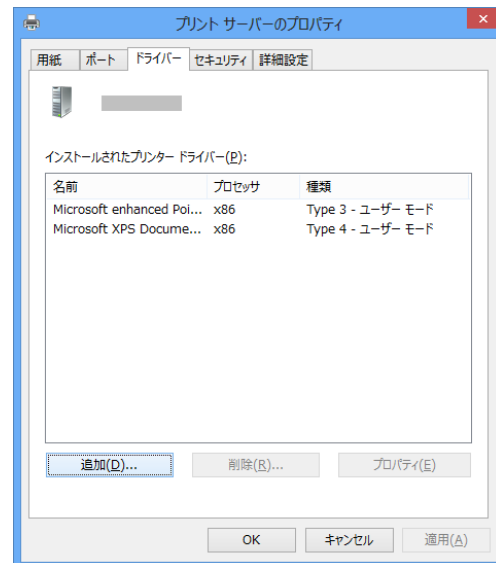 プリント サーバーのプロパティ
用紙 ポート ドライバー セキュリティ 詳細設定
インストールされたプリンター ドライバー(P):
名前 プロセッサ 種類
Microsoft enhanced Poi... x86 Type 3 - ユーザー モード
Microsoft XPS Docume... x86 Type 4 - ユーザー モード
追加(D)... 削除(R)... プロパティ(E)
OK キャンセル 適用(A)